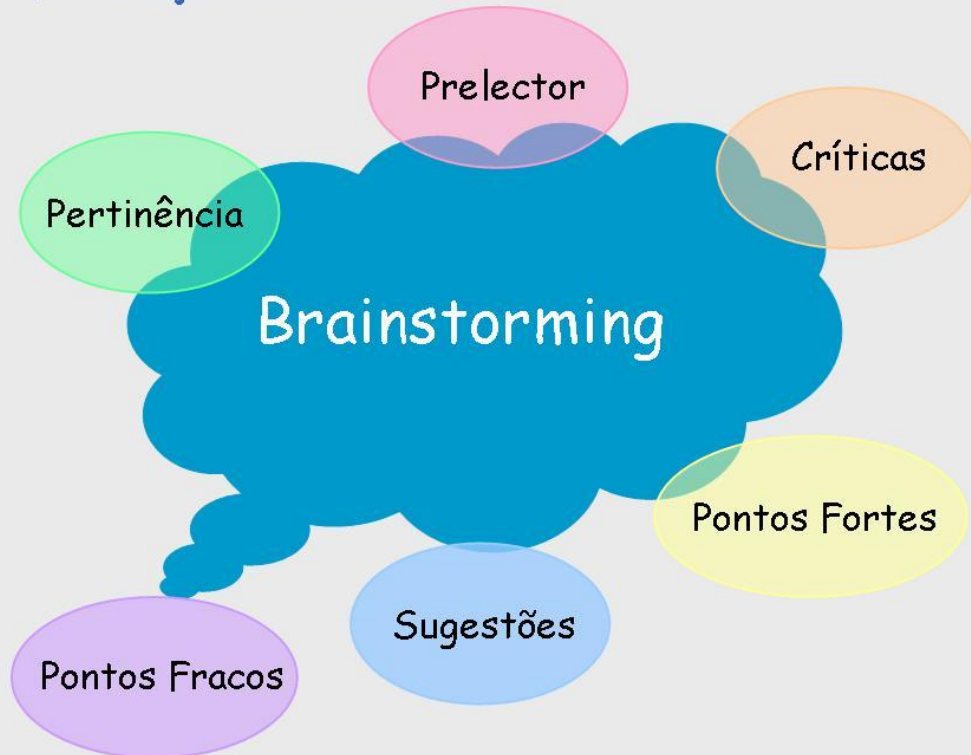 Prelector
Críticas
Pertinência
Brainstorming
Pontos Fortes
Sugestões
Pontos Fracos